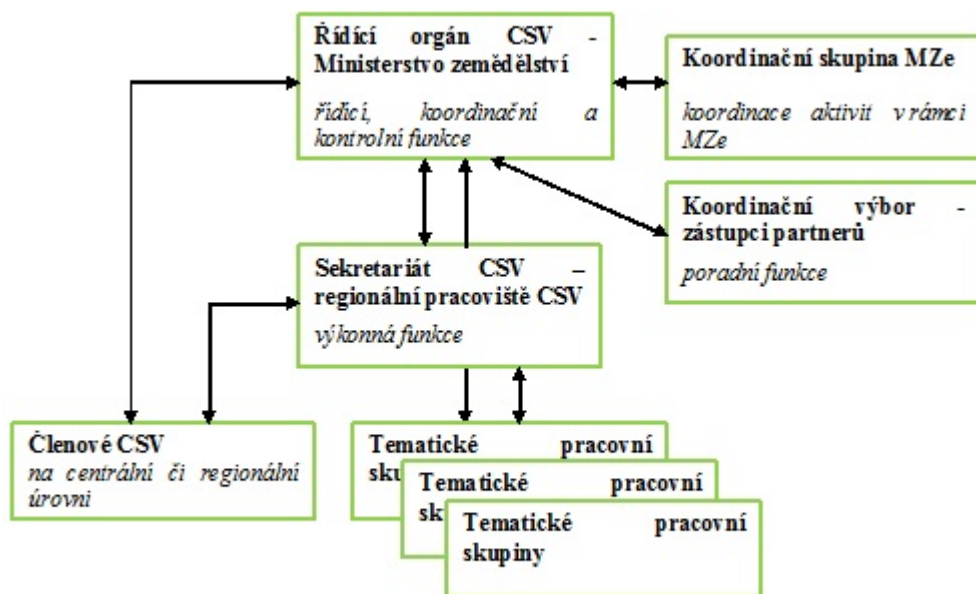 Řídící orgán CSV -
Ministerstvo zemědělství
řídicí, koordinační a
kontrolní funkce
Koordinační skupina MZe
koordinace aktivit v rámci
MZe
Koordinační výbor -
zástupci partnerů
poradní funkce
Sekretariát CSV –
regionální pracoviště CSV
výkonná funkce
Členové CSV
na centrální či regionální
úrovni
Tematické pracovní
sku
Tematické pracovní
sku
Tematické pracovní
skupiny